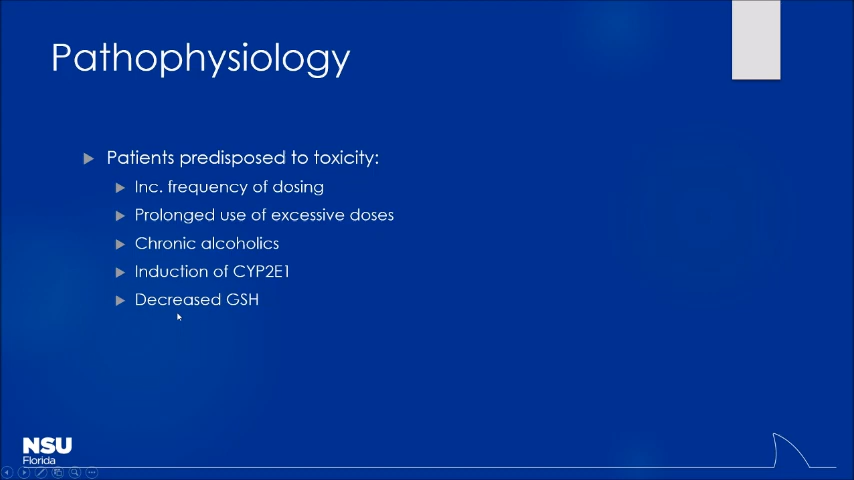 Pathophysiology
Patients predisposed to toxicity:
Inc. frequency of dosing
Prolonged use of excessive doses
Chronic alcoholics
Induction of CYP2E1
Decreased GSH
NSU
Florida